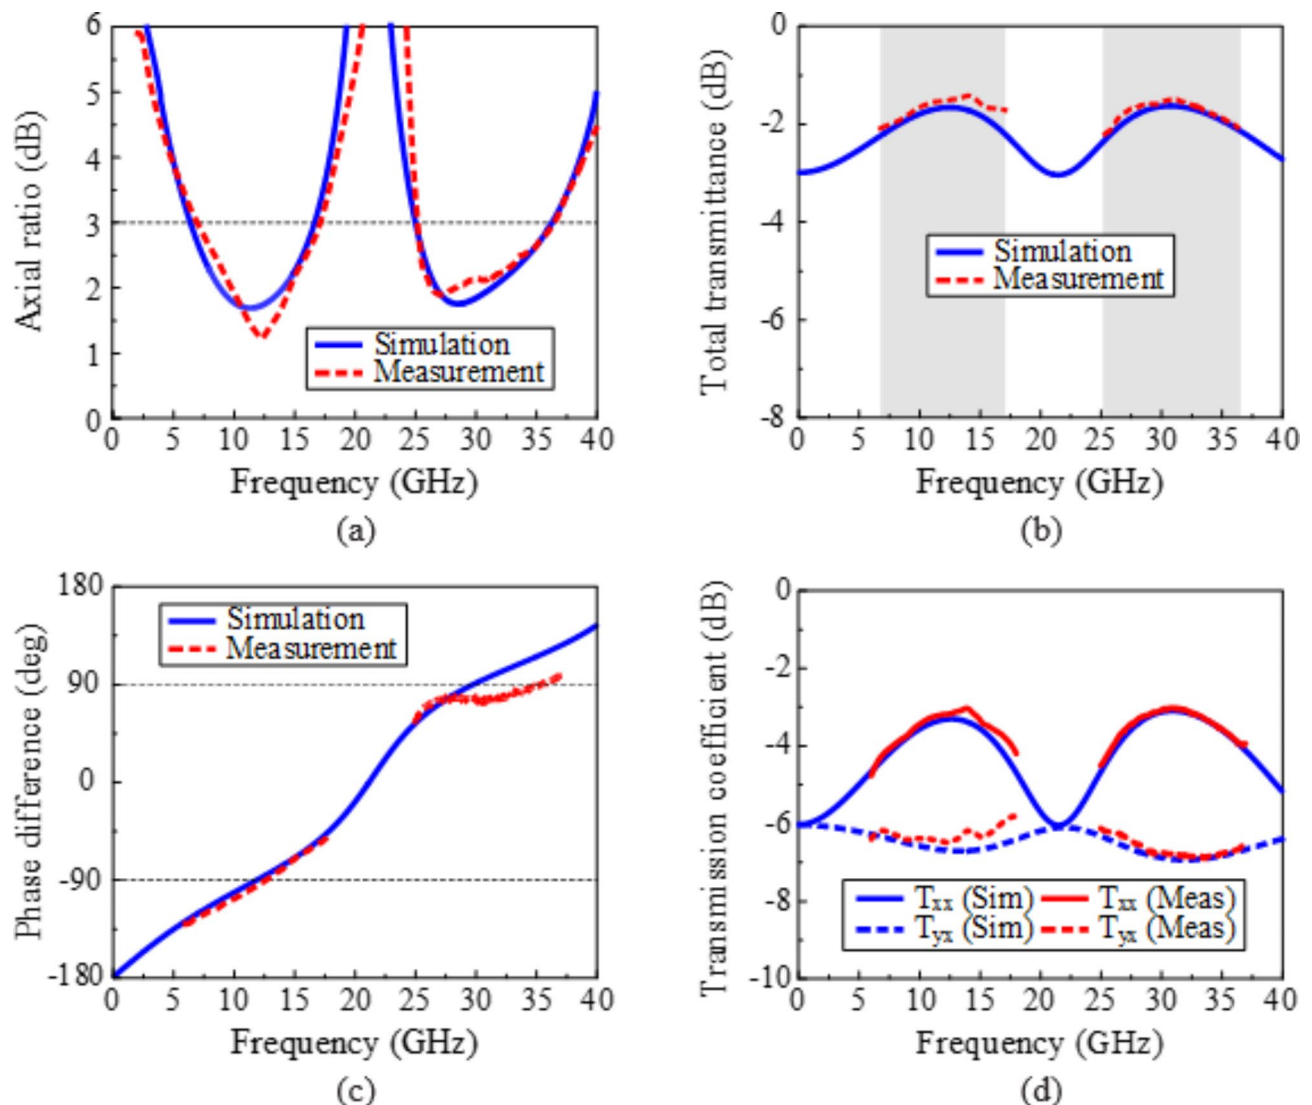 Axial ratio (dB)
6
5
4
3
2
1
0
Simulation
Measurement
0 5 10 15 20 25 30 35 40
Frequency (GHz)
(a)
Total transmittance (dB)
0
-2
-4
-6
-8
Simulation
Measurement
0 5 10 15 20 25 30 35 40
Frequency (GHz)
(b)
Phase difference (deg)
180
90
0
-90
-180
Simulation
Measurement
0 5 10 15 20 25 30 35 40
Frequency (GHz)
(c)
Transmission coefficient (dB)
0
-2
-4
-6
-8
-10
Txx (Sim) Txx (Meas)
Tyx (Sim) Tyx (Meas)
0 5 10 15 20 25 30 35 40
Frequency (GHz)
(d)